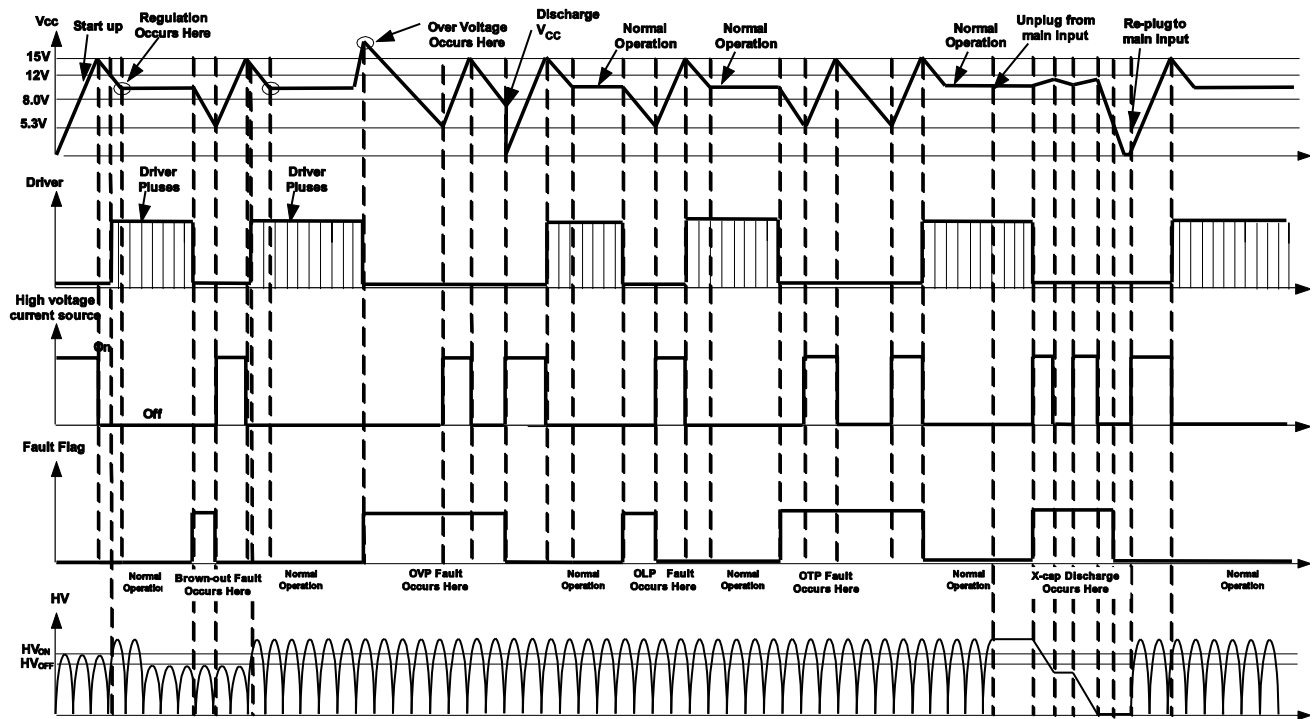 Vcc
Start up
Regulation
Occurs Here
Over Voltage
Occurs Here
Discharge
VCC
Normal
Operation
Normal
Operation
Normal
Operation
Unplug from
main input
Re-plugto
main input
15V
12V
8.0V
5.3V
Driver
Driver
Pluses
Driver
Pluses
High voltage
current source
On
Off
Fault Flag
Normal
Operation
Brown-out Fault
Occurs Here
Normal
Operation
OVP Fault
Occurs Here
Normal
Operation
OLP Fault
Occurs Here
Normal
Operation
OTP Fault
Occurs Here
Normal
Operation
X-cap Discharge
Occurs Here
Normal
Operation
HV
HVON
HVOFF